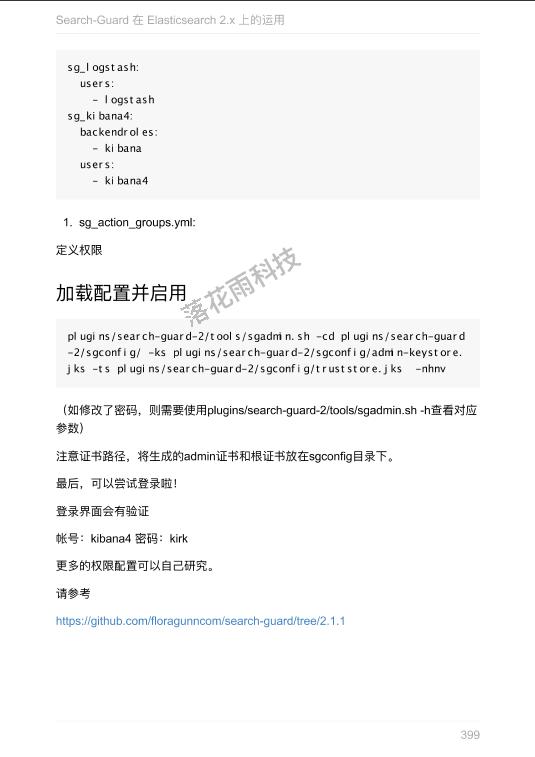 Search-Guard 在 Elasticsearch 2.x 上的运用
sg_logstash:
  users:
    - logstash
sg_kibana4:
  backendroles:
    - kibana
  users:
    - kibana4
1. sg_action_groups.yml:
定义权限
加载配置并启用
落花雨科技
plugins/search-guard-2/tools/sgadmin.sh -cd plugins/search-guard
-2/sgconfig/ -ks plugins/search-guard-2/sgconfig/admin-keystore.
jks -ts plugins/search-guard-2/sgconfig/truststore.jks  -nhnv
（如修改了密码，则需要使用plugins/search-guard-2/tools/sgadmin.sh -h查看对应
参数）
注意证书路径，将生成的admin证书和根证书放在sgconfig目录下。
最后，可以尝试登录啦！
登录界面会有验证
帐号：kibana4 密码：kirk
更多的权限配置可以自己研究。
请参考
https://github.com/floragunncom/search-guard/tree/2.1.1
399